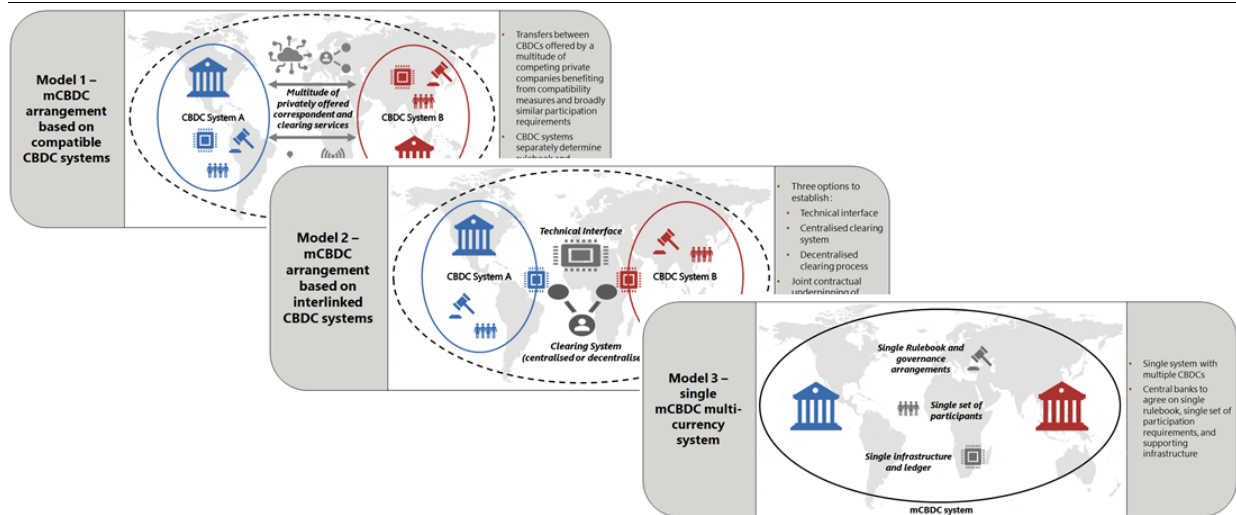 Model 1 –
mCBDC
arrangement
based on
compatible
CBDC systems
CBDC System A
Multitude of
privately offered
correspondent and
clearing services
CBDC System B
• Transfers between
CBDCs offered by a
multitude of
competing private
companies benefiting
from compatibility
measures and broadly
similar participation
requirements
• CBDC systems
separately determine
Model 2 –
mCBDC
arrangement
based on
interlinked
CBDC systems
Technical Interface
CBDC System A
CBDC System B
Clearing System
(centralised or decentralise
• Three options to
establish:
• Technical interface
• Centralised clearing
system
• Decentralised
clearing process
• Joint contractual
underpinning of
Model 3 –
single
mCBDC multi-
currency
system
Single Rulebook and
governance
arrangements
Single set of
participants
Single infrastructure
and ledger
mCBDC system
• Single system with
multiple CBDCs
• Central banks to
agree on single
rulebook, single set of
participation
requirements, and
supporting
infrastructure